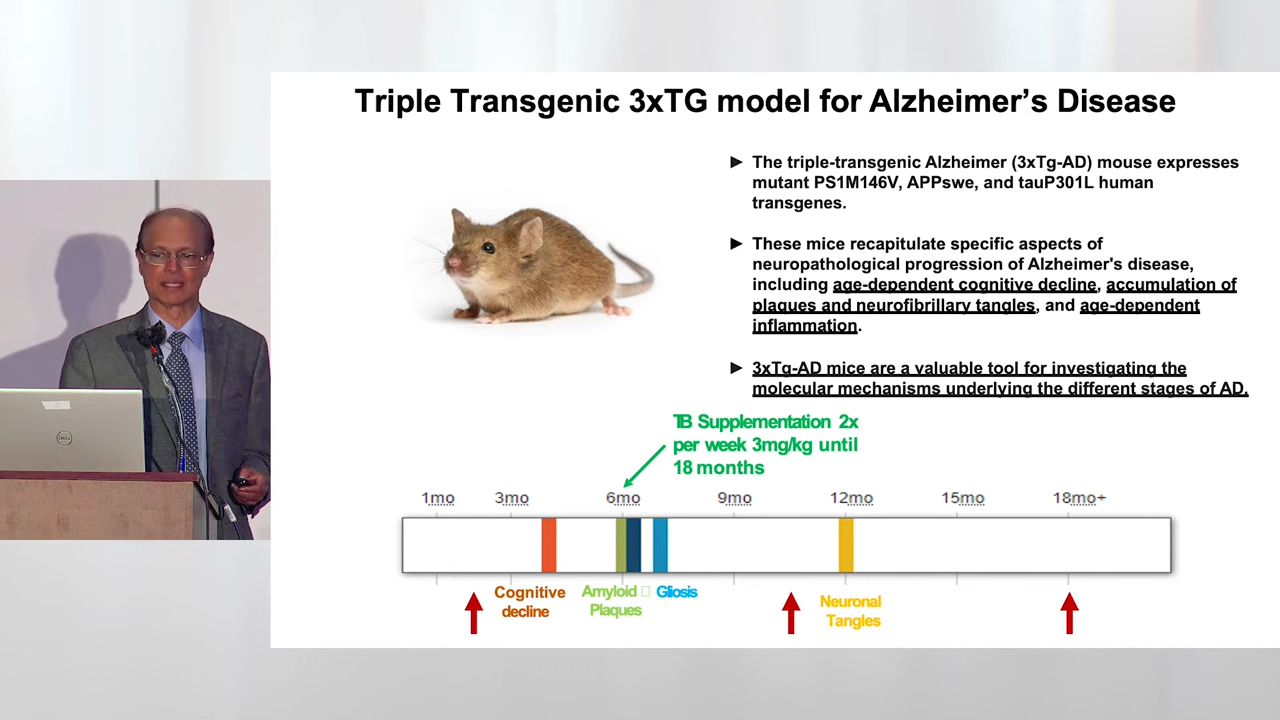 Triple Transgenic 3xTG model for Alzheimer's Disease
► The triple-transgenic Alzheimer (3xTg-AD) mouse expresses
mutant PS1M146V, APPswe, and tauP301L human
transgenes.
► These mice recapitulate specific aspects of
neuropathological progression of Alzheimer's disease,
including age-dependent cognitive decline, accumulation of
plaques and neurofibrillary tangles, and age-dependent
inflammation.
► 3xTg-AD mice are a valuable tool for investigating the
molecular mechanisms underlying the different stages of AD.
TB Supplementation 2x
per week 3mg/kg until
18 months
1mo 3mo 6mo 9mo 12mo 15mo 18mo+
Cognitive
decline
Amyloid
Plaques
Gliosis
Neuronal
Tangles
DELL